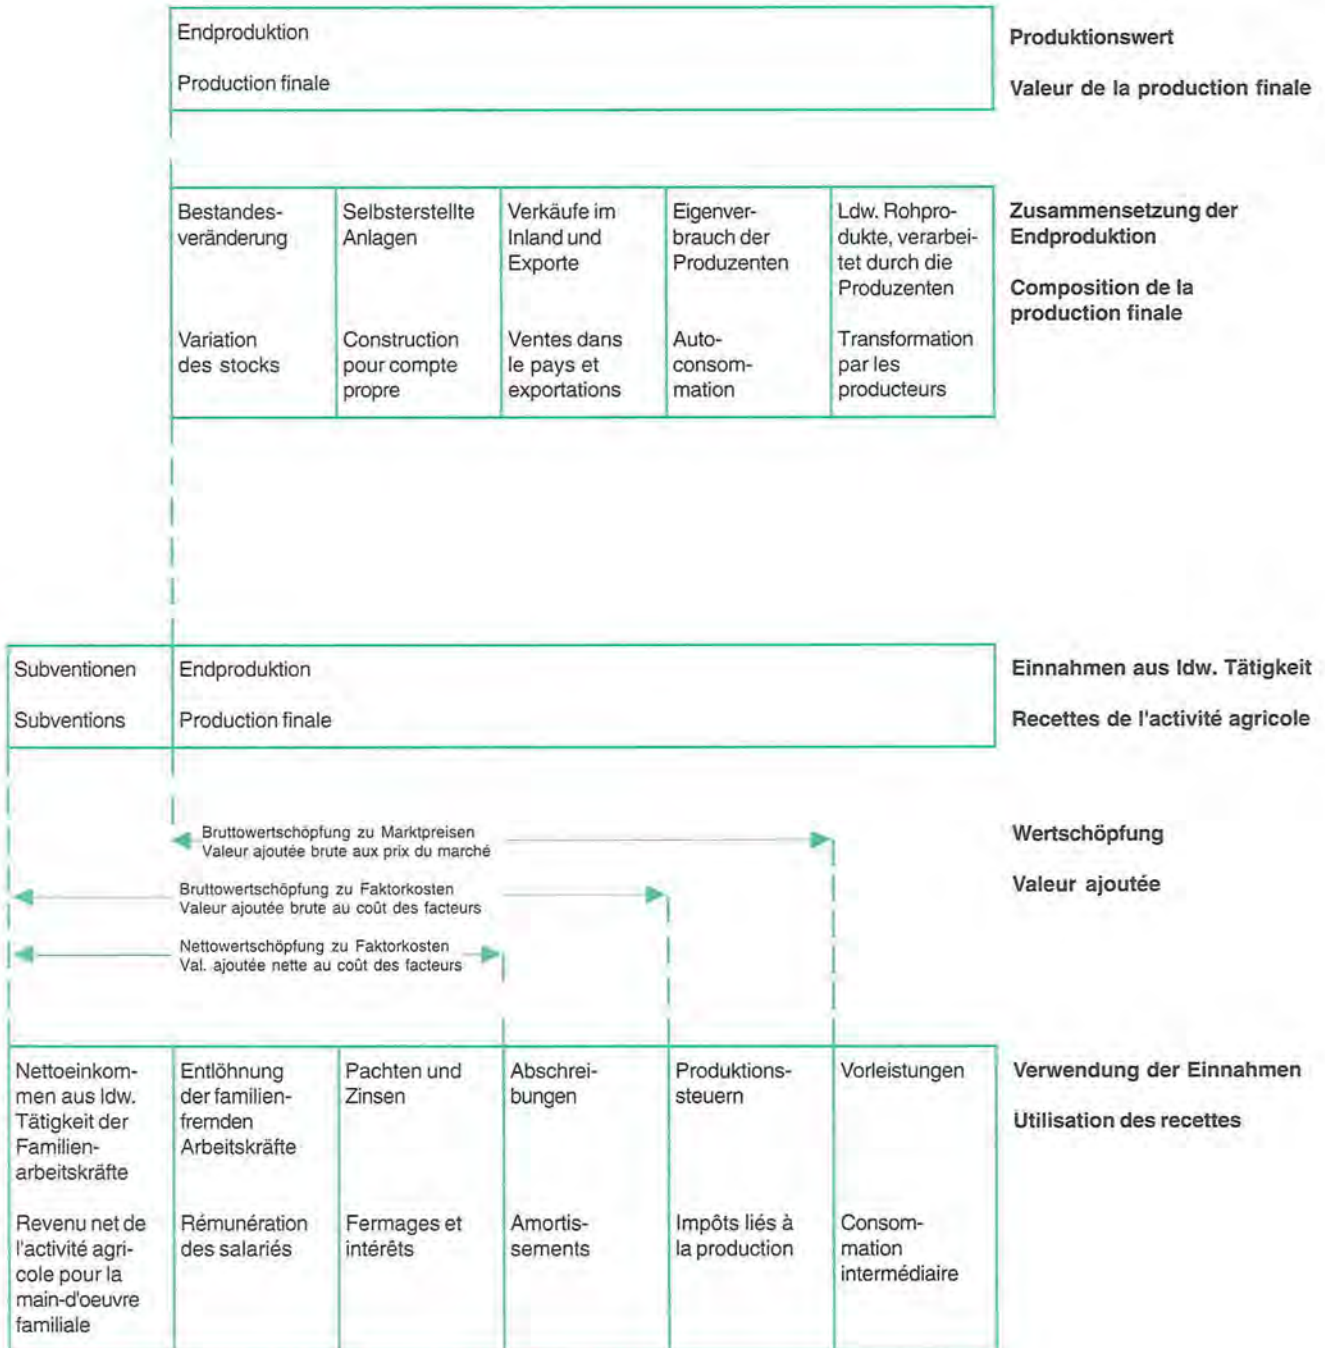 Endproduktion
Production finale
Produktionswert
Valeur de la production finale
Bestandes-
veränderung
Variation
des stocks
Selbsterstellte
Anlagen
Construction
pour compte
propre
Verkäufe im
Inland und
Exporte
Ventes dans
le pays et
exportations
Eigenver-
brauch der
Produzenten
Auto-
consom-
mation
Ldw. Rohpro-
dukte, verarbei-
tet durch die
Produzenten
Transformation
par les
producteurs
Zusammensetzung der
Endproduktion
Composition de la
production finale
Subventionen
Subventions
Endproduktion
Production finale
Einnahmen aus ldw. Tätigkeit
Recettes de l'activité agricole
Bruttowertschöpfung zu Marktpreisen
Valeur ajoutée brute aux prix du marché
Bruttowertschöpfung zu Faktorkosten
Valeur ajoutée brute au coût des facteurs
Nettowertschöpfung zu Faktorkosten
Val. ajoutée nette au coût des facteurs
Wertschöpfung
Valeur ajoutée
Nettoeinkom-
men aus ldw.
Tätigkeit der
Familien-
arbeitskräfte
Revenu net de
l'activité agri-
cole pour la
main-d'oeuvre
familiale
Entlöhnung
der familien-
fremden
Arbeitskräfte
Rémunération
des salariés
Pachten und
Zinsen
Fermages et
intérêts
Abschrei-
bungen
Amortis-
sements
Produktions-
steuern
Impôts liés à
la production
Vorleistungen
Consom-
mation
intermédiaire
Verwendung der Einnahmen
Utilisation des recettes